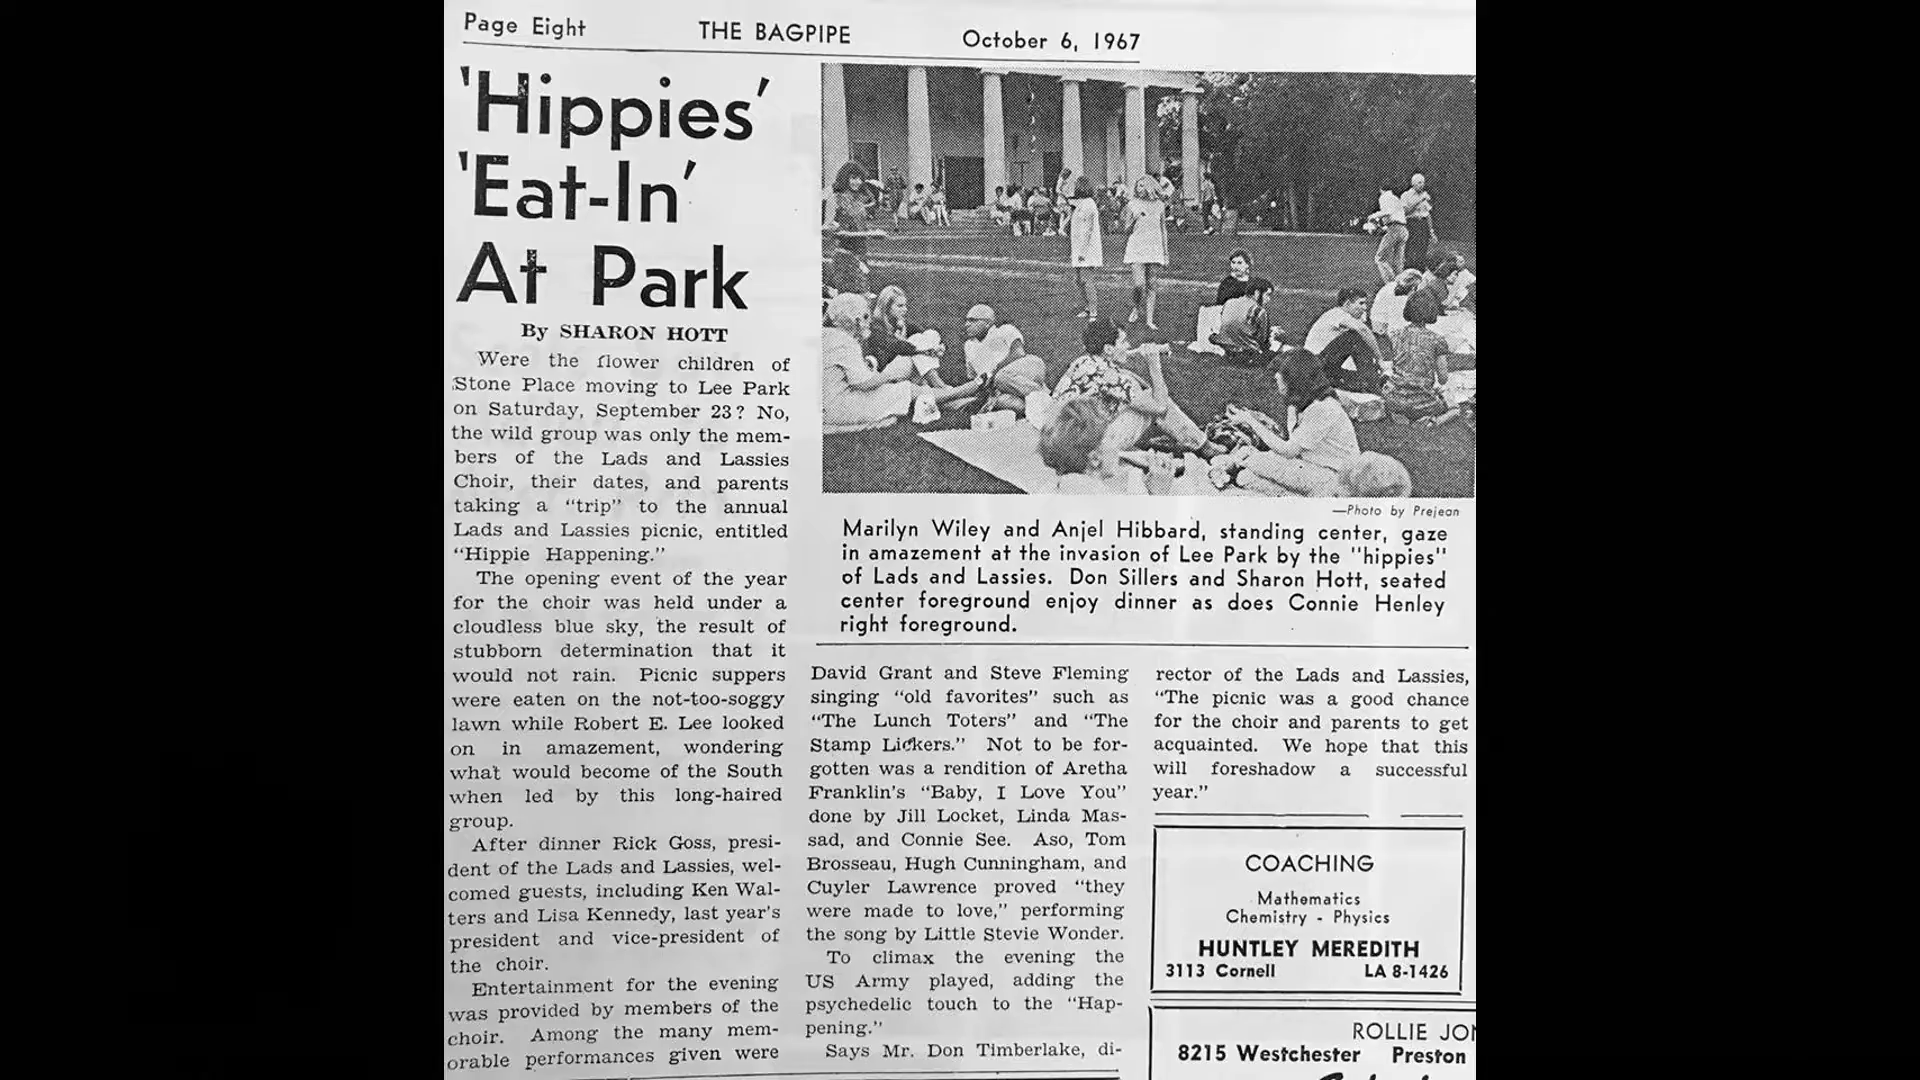 Page Eight THE BAGPIPE October 6, 1967
'Hippies'
'Eat-In'
At Park
By SHARON HOTT
Were the flower children of
Stone Place moving to Lee Park
on Saturday, September 23? No,
the wild group was only the mem-
bers of the Lads and Lassies
Choir, their dates, and parents
taking a "trip" to the annual
Lads and Lassies picnic, entitled
"Hippie Happening."
The opening event of the year
for the choir was held under a
cloudless blue sky, the result of
stubborn determination that it
would not rain. Picnic suppers
were eaten on the not-too-soggy
lawn while Robert E. Lee looked
on in amazement, wondering
what would become of the South
when led by this long-haired
group.
After dinner Rick Goss, presi-
dent of the Lads and Lassies, wel-
comed guests, including Ken Wal-
ters and Lisa Kennedy, last year's
president and vice-president of
the choir.
Entertainment for the evening
was provided by members of the
choir. Among the many mem-
orable performances given were
—Photo by Prejean
Marilyn Wiley and Anjel Hibbard, standing center, gaze
in amazement at the invasion of Lee Park by the "hippies"
of Lads and Lassies. Don Sillers and Sharon Hott, seated
center foreground enjoy dinner as does Connie Henley
right foreground.
David Grant and Steve Fleming
singing "old favorites" such as
"The Lunch Toters" and "The
Stamp Lickers." Not to be for-
gotten was a rendition of Aretha
Franklin's "Baby, I Love You"
done by Jill Locket, Linda Mas-
sad, and Connie See. Aso, Tom
Brosseau, Hugh Cunningham, and
Cuyler Lawrence proved "they
were made to love," performing
the song by Little Stevie Wonder.
To climax the evening the
US Army played, adding the
psychedelic touch to the "Hap-
pening."
Says Mr. Don Timberlake, di-
rector of the Lads and Lassies,
"The picnic was a good chance
for the choir and parents to get
acquainted. We hope that this
will foreshadow a successful
year."
COACHING
Mathematics
Chemistry - Physics
HUNTLEY MEREDITH
3113 Cornell LA 8-1426
ROLLIE JO
8215 Westchester Preston